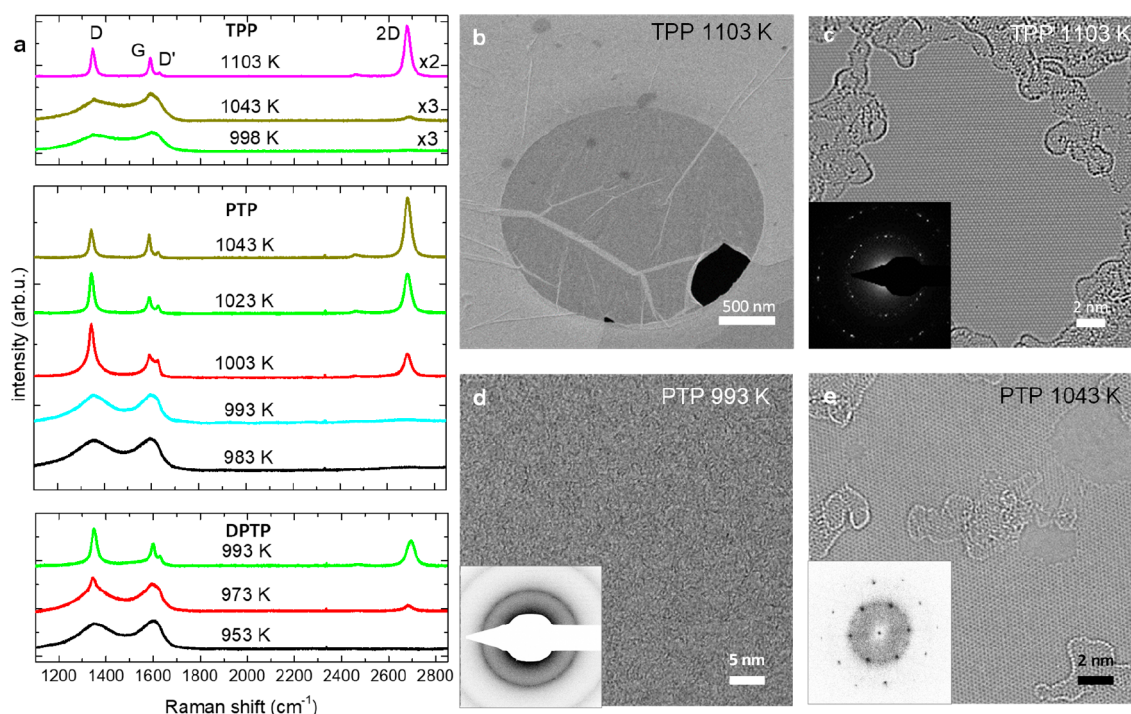 a
TPP
D
G
D'
2D
1103 K
x2
1043 K
x3
998 K
x3
PTP
1043 K
1023 K
1003 K
993 K
983 K
DPTP
993 K
973 K
953 K
intensity (arb.u.)
1200 1400 1600 1800 2000 2200 2400 2600 2800
Raman shift (cm⁻¹)
b
TPP 1103 K
500 nm
c
TPP 1103 K
2 nm
d
PTP 993 K
5 nm
e
PTP 1043 K
2 nm